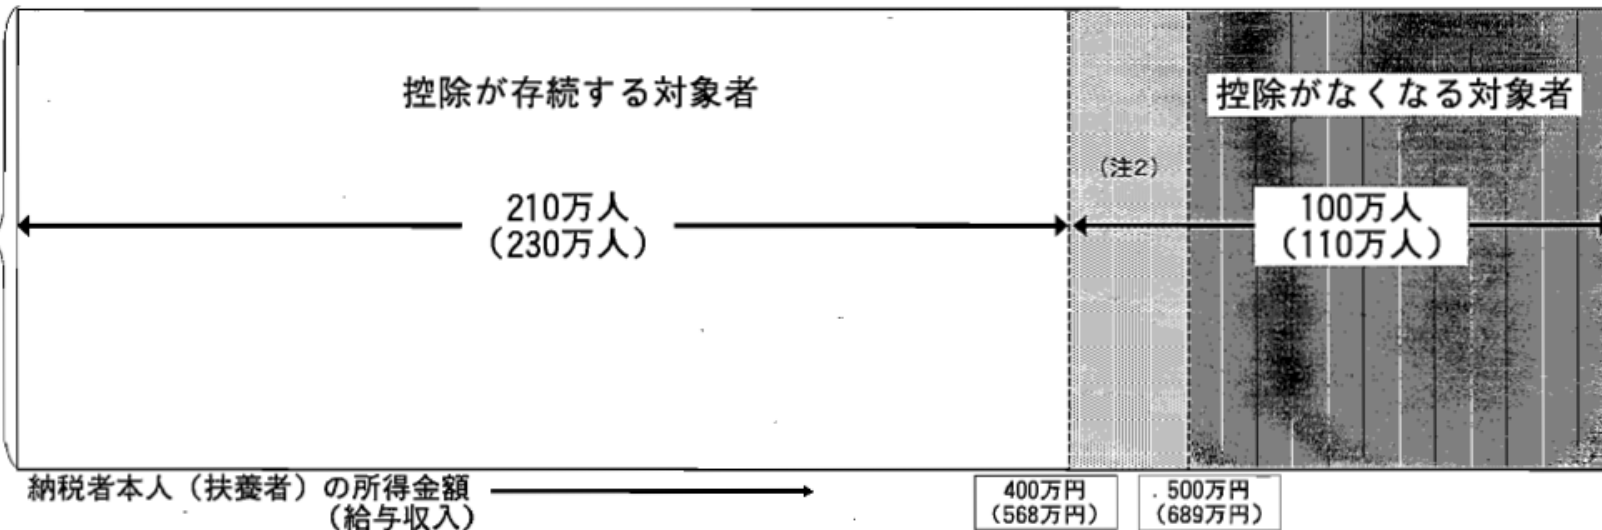 控除が存続する対象者
控除がなくなる対象者
(注2)
210万人
(230万人)
100万人
(110万人)
納税者本人(扶養者)の所得金額
(給与収入)
400万円
(568万円)
500万円
(689万円)